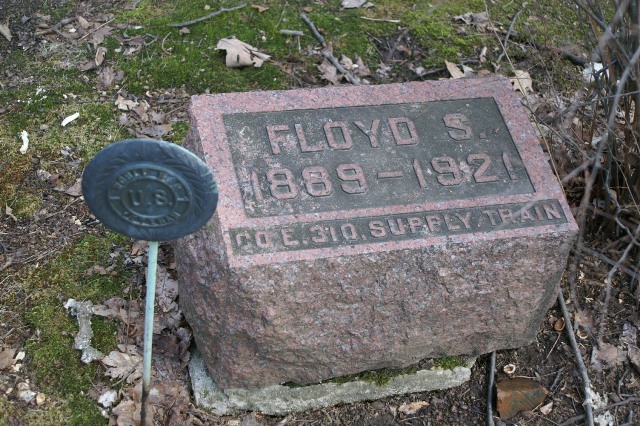 FLOYD S.
1889-1921
CO. E. 310. SUPPLY TRAIN
U.S.